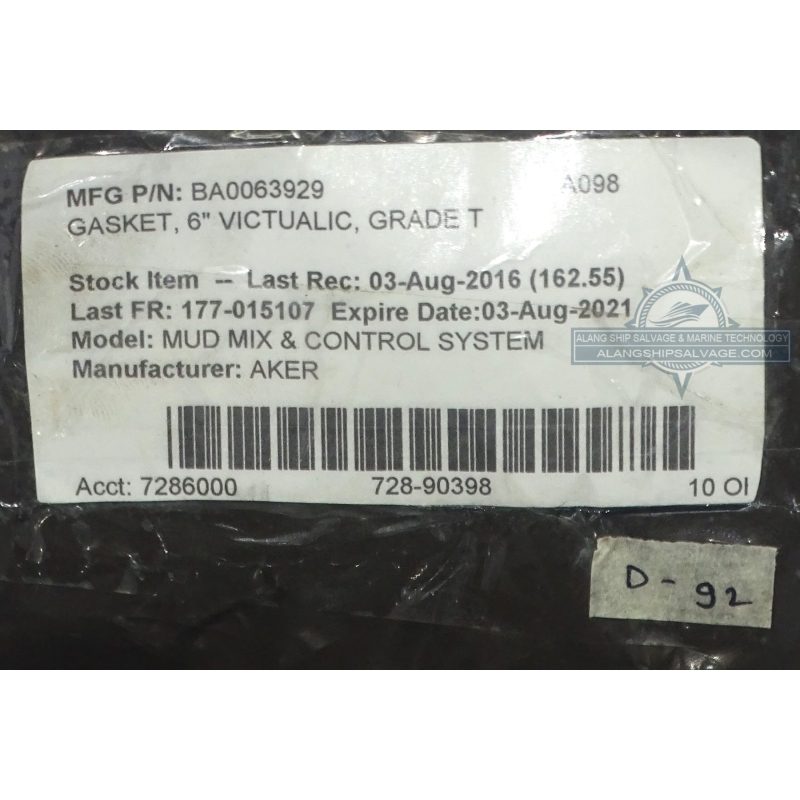 MFG P/N: BA0063929 A098
GASKET, 6" VICTUALIC, GRADE T
Stock Item -- Last Rec: 03-Aug-2016 (162.55)
Last FR: 177-015107 Expire Date:03-Aug-2021
Model: MUD MIX & CONTROL SYSTEM
Manufacturer: AKER
ALANG SHIP SALVAGE & MARINE TECHNOLOGY
ALANGSHIPSALVAGE.COM
Acct: 7286000 728-90398 10 OI
D-92